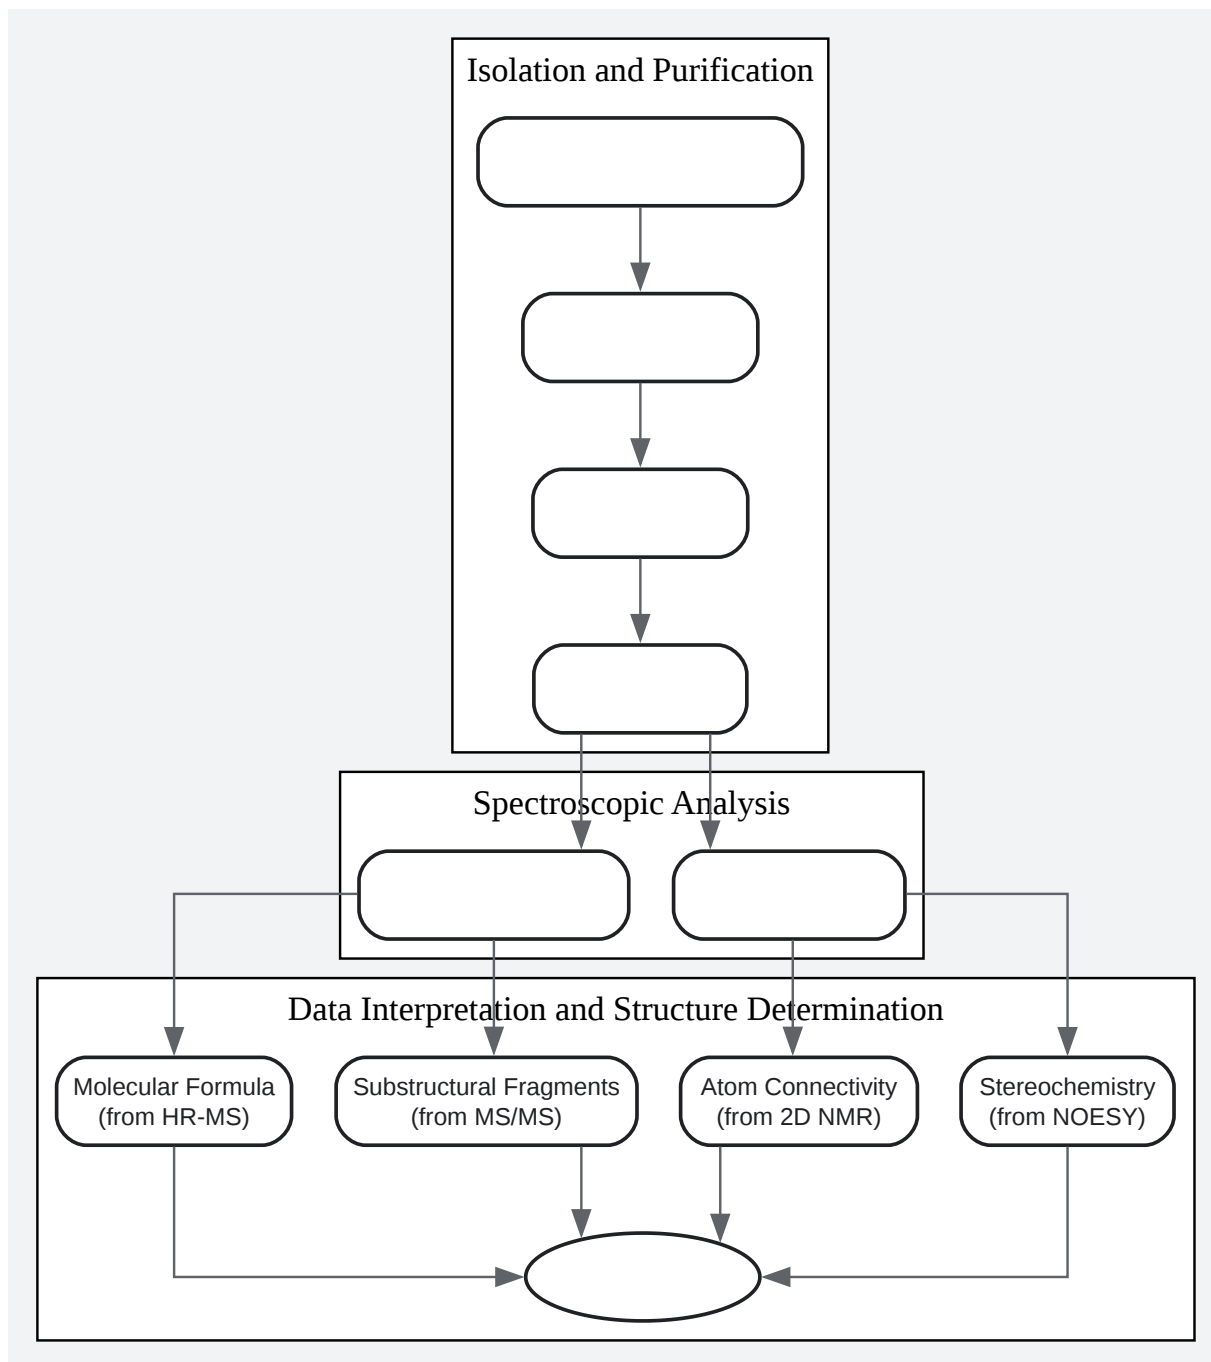 Isolation and Purification
Spectroscopic Analysis
Data Interpretation and Structure Determination
Molecular Formula
(from HR-MS)
Substructural Fragments
(from MS/MS)
Atom Connectivity
(from 2D NMR)
Stereochemistry
(from NOESY)